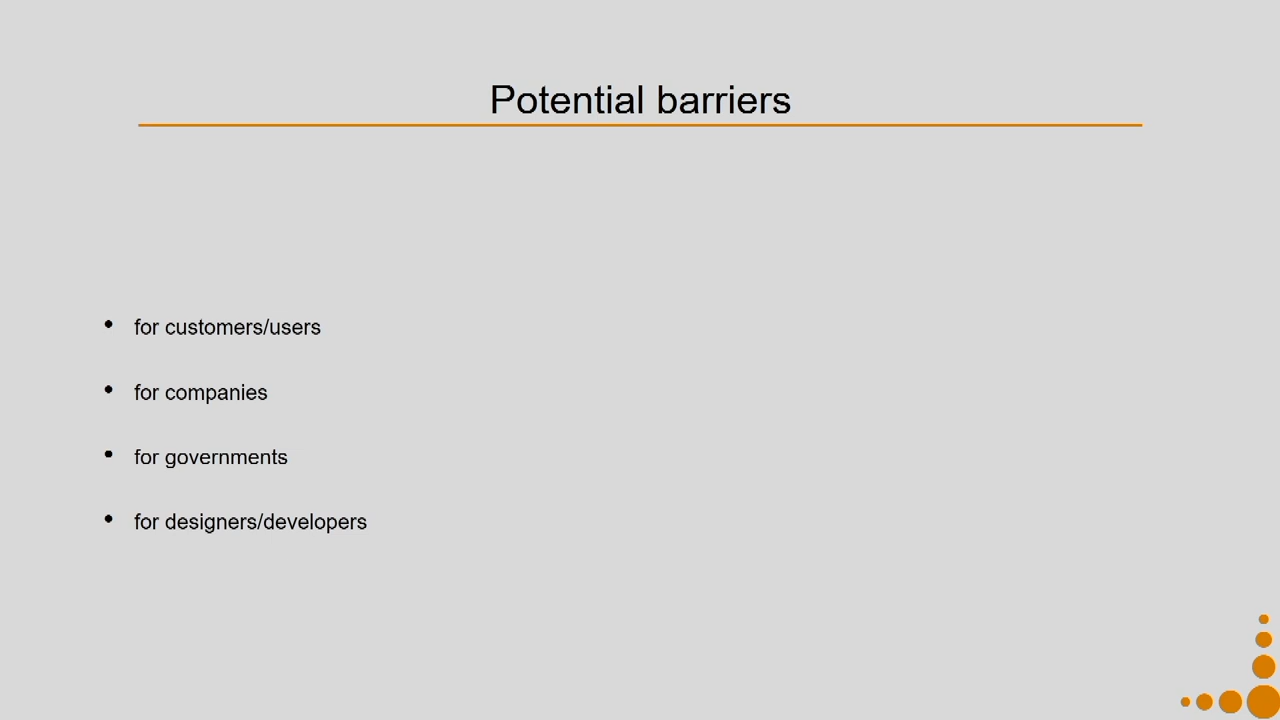 Potential barriers
• for customers/users
• for companies
• for governments
• for designers/developers